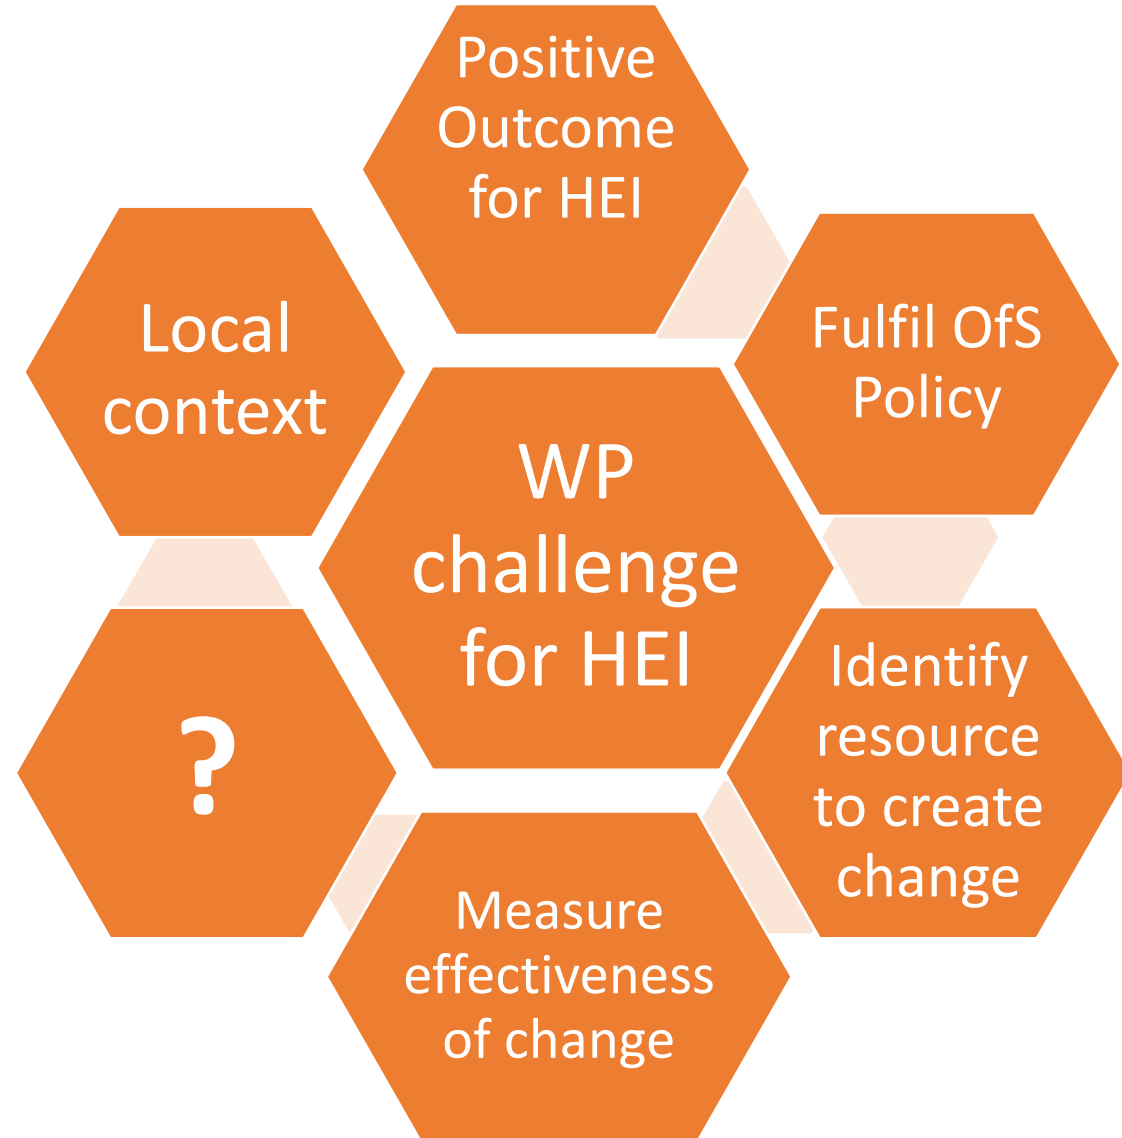 Positive
Outcome
for HEI
Fulfil OfS
Policy
Identify
resource
to create
change
Measure
effectiveness
of change
?
Local
context
WP
challenge
for HEI